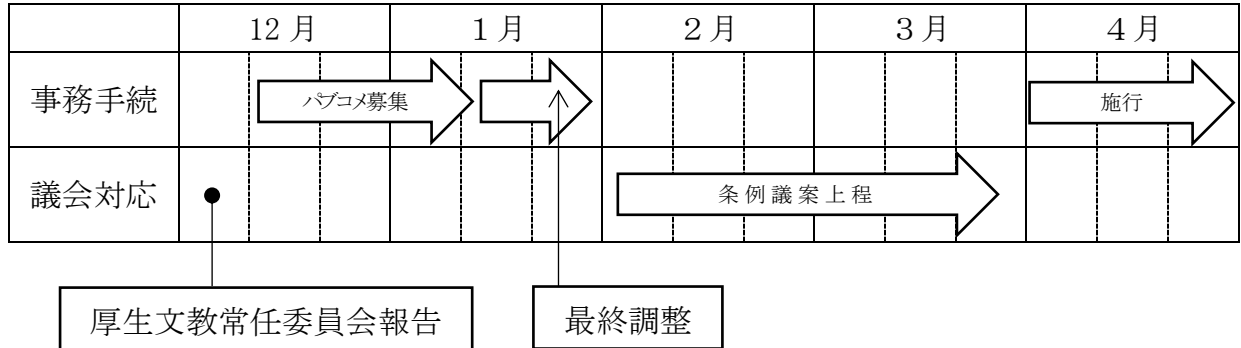 12月 １月 ２月 ３月 ４月
事務手続 パブコメ募集 施行
議会対応 条例議案上程
厚生文教常任委員会報告 最終調整